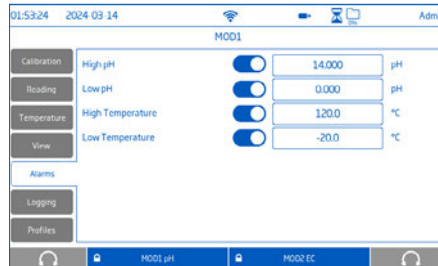 01:53:24 2024-03-14 0% Adm
MOD1
Calibration
Reading
Temperature
View
Alarms
Logging
Profiles
High pH 14.000 pH
Low pH 0.000 pH
High Temperature 120.0 °C
Low Temperature -20.0 °C
MOD1 pH MOD2 EC